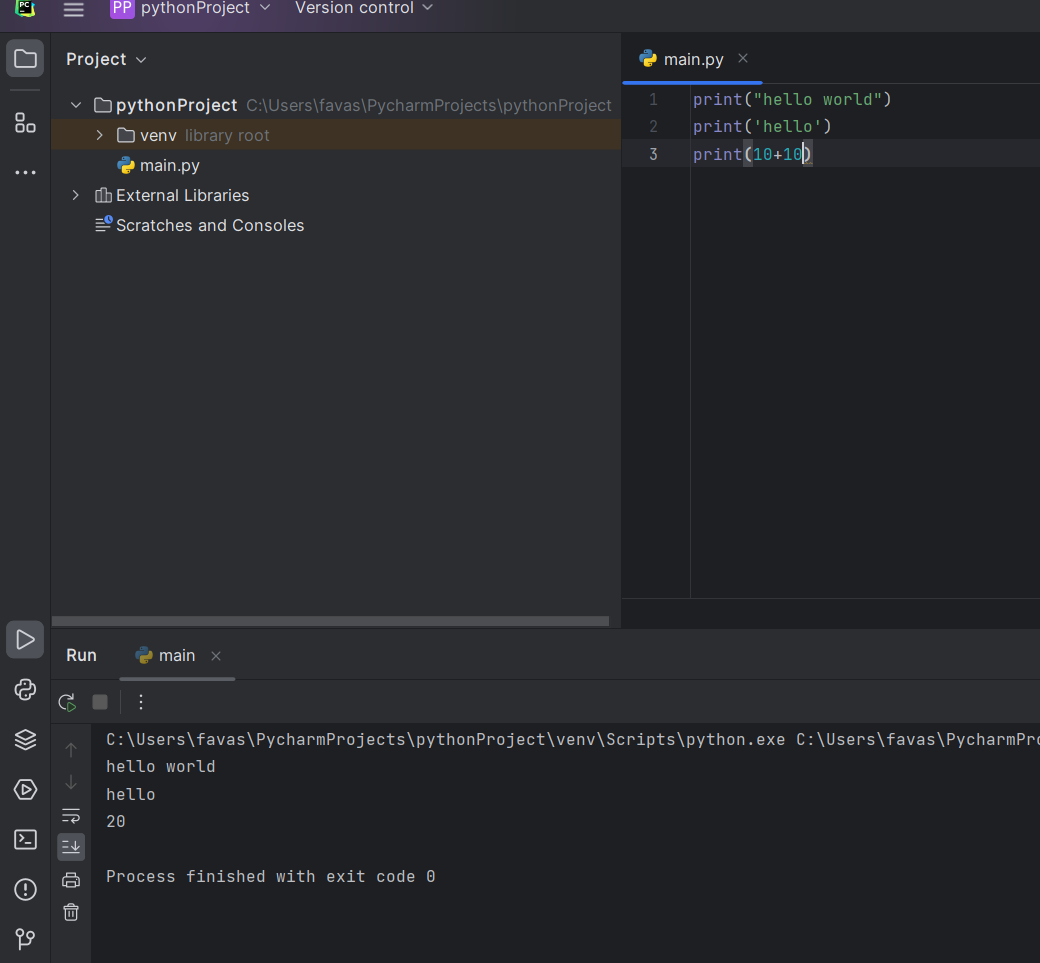 PC
PP pythonProject Version control
Project
main.py
pythonProject C:\Users\favas\PycharmProjects\pythonProject
venv library root
main.py
External Libraries
Scratches and Consoles
1 print("hello world")
2 print('hello')
3 print(10+10)
Run main
C:\Users\favas\PycharmProjects\pythonProject\venv\Scripts\python.exe C:\Users\favas\PycharmPro
hello world
hello
20
Process finished with exit code 0